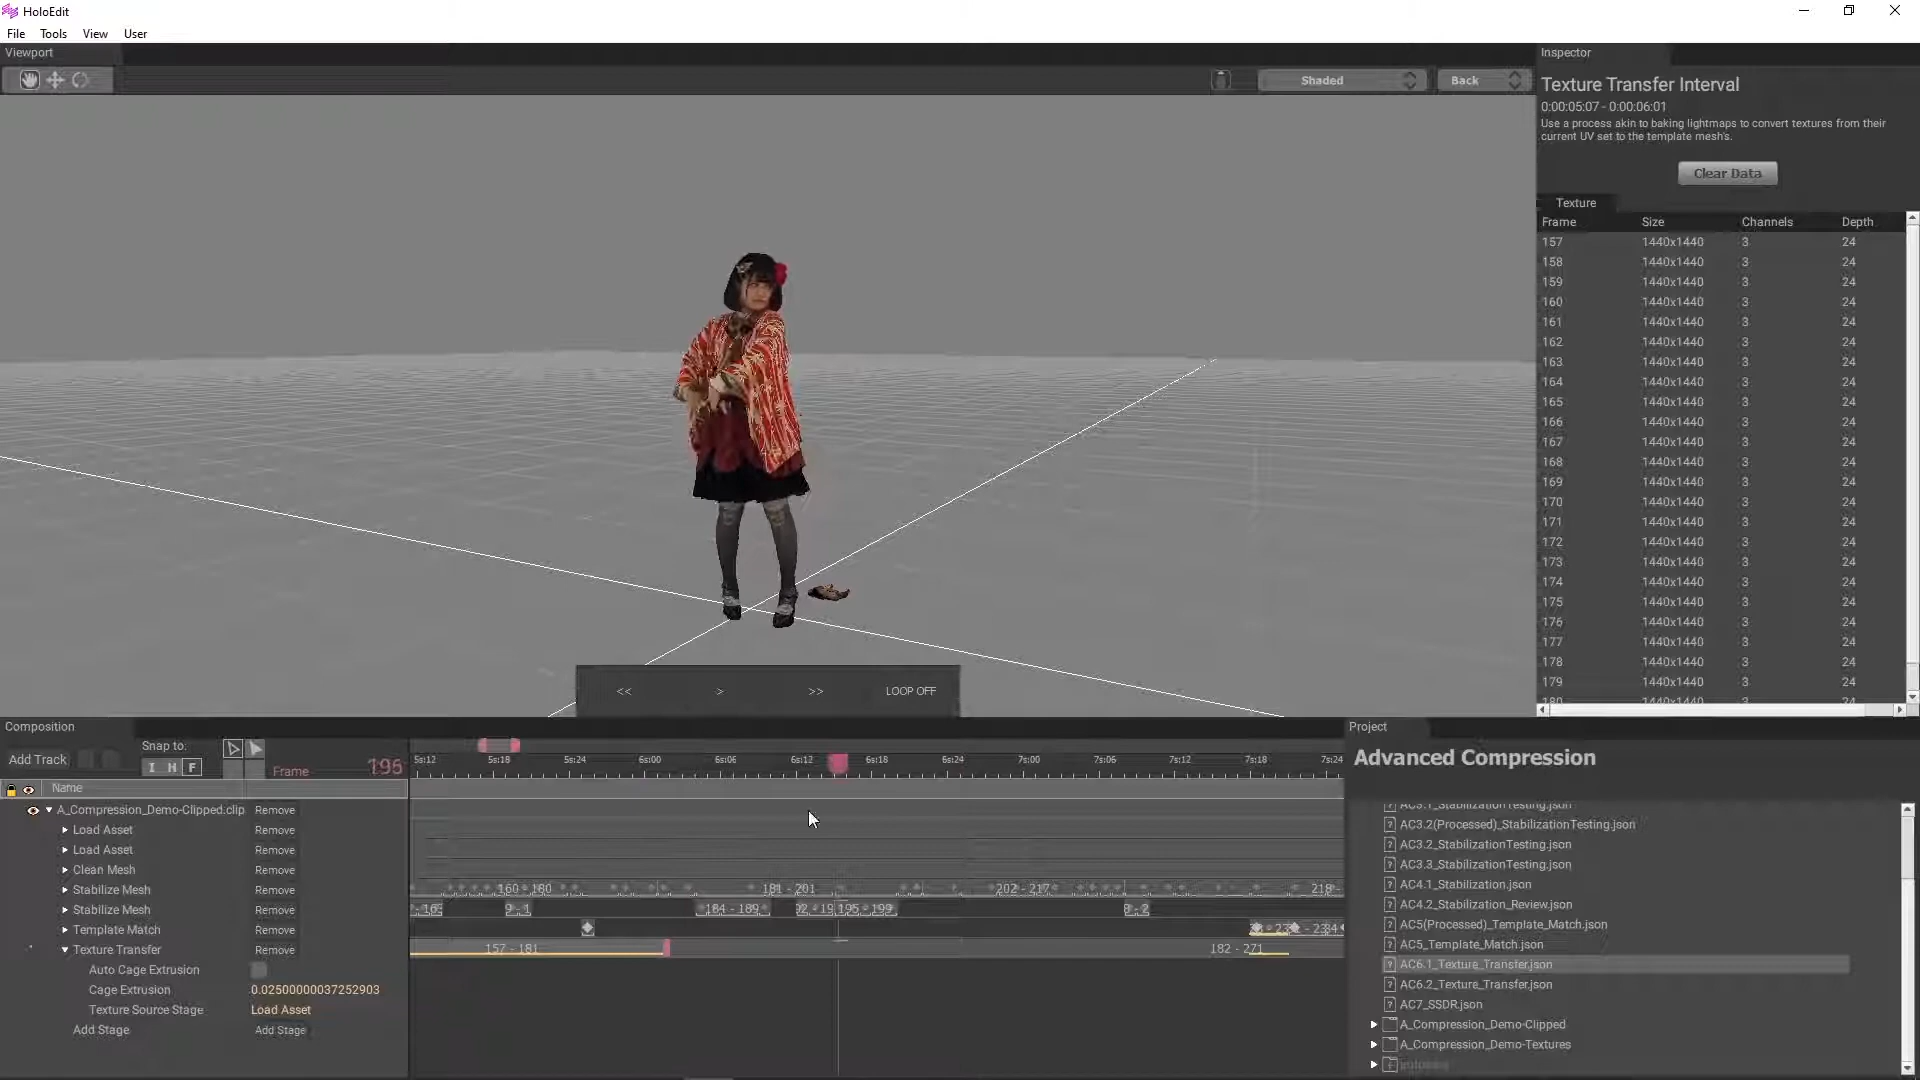 HoloEdit
File Tools View User
Viewport
Shaded
Back
Inspector
Texture Transfer Interval
0:00:05:07 - 0:00:06:01
Use a process akin to baking lightmaps to convert textures from their
current UV set to the template mesh's.
Clear Data
Texture
Frame Size Channels Depth
157 1440x1440 3 24
158 1440x1440 3 24
159 1440x1440 3 24
160 1440x1440 3 24
161 1440x1440 3 24
162 1440x1440 3 24
163 1440x1440 3 24
164 1440x1440 3 24
165 1440x1440 3 24
166 1440x1440 3 24
167 1440x1440 3 24
168 1440x1440 3 24
169 1440x1440 3 24
170 1440x1440 3 24
171 1440x1440 3 24
172 1440x1440 3 24
173 1440x1440 3 24
174 1440x1440 3 24
175 1440x1440 3 24
176 1440x1440 3 24
177 1440x1440 3 24
178 1440x1440 3 24
179 1440x1440 3 24
180 1440x1440 3 24
<< > >> LOOP OFF
Composition
Add Track
Snap to:
I H F
Frame 196
5s:12 5s:18 5s:24 6s:00 6s:06 6s:12 6s:18 6s:24 7s:00 7s:06 7s:12 7s:18 7s:24
Name
A_Compression_Demo-Clipped.clip Remove
Load Asset Remove
Load Asset Remove
Clean Mesh Remove
Stabilize Mesh Remove
160 - 180 181 - 201 202 - 217 218 -
Stabilize Mesh Remove
184 - 189 195 - 199
Template Match Remove
Texture Transfer Remove
157 - 181 182 - 271
Auto Cage Extrusion
Cage Extrusion 0.02500000037252903
Texture Source Stage Load Asset
Add Stage Add Stage
Project
Advanced Compression
AC3.1_StabilizationTesting.json
AC3.2(Processed)_StabilizationTesting.json
AC3.2_StabilizationTesting.json
AC3.3_StabilizationTesting.json
AC4.1_Stabilization.json
AC4.2_Stabilization_Review.json
AC5(Processed)_Template_Match.json
AC5_Template_Match.json
AC6.1_Texture_Transfer.json
AC6.2_Texture_Transfer.json
AC7_SSDR.json
A_Compression_Demo-Clipped
A_Compression_Demo-Textures